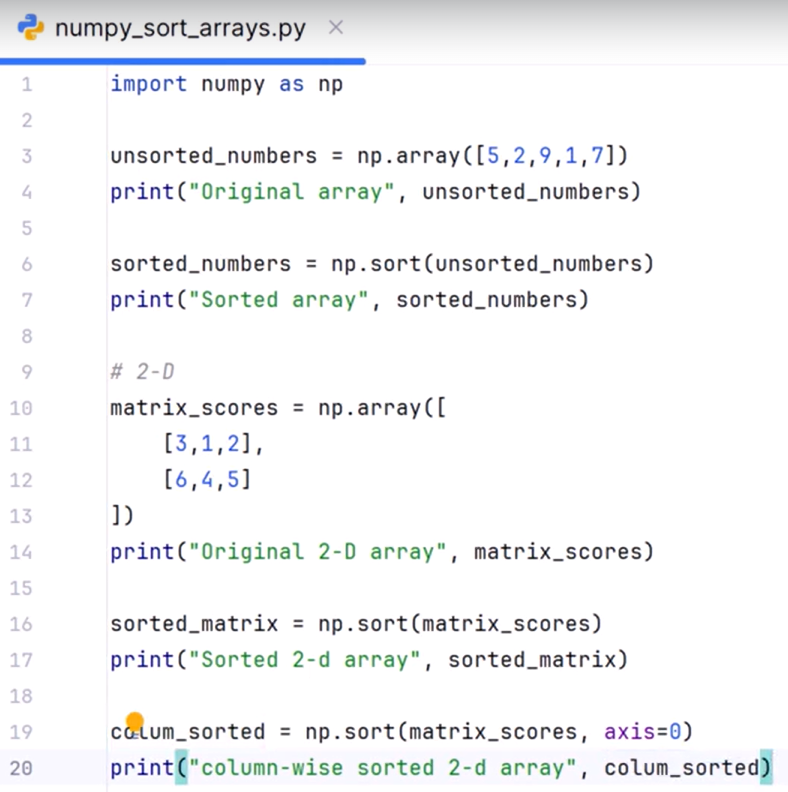 numpy_sort_arrays.py ×
1 import numpy as np
2
3 unsorted_numbers = np.array([5,2,9,1,7])
4 print("Original array", unsorted_numbers)
5
6 sorted_numbers = np.sort(unsorted_numbers)
7 print("Sorted array", sorted_numbers)
8
9 # 2-D
10 matrix_scores = np.array([
11     [3,1,2],
12     [6,4,5]
13 ])
14 print("Original 2-D array", matrix_scores)
15
16 sorted_matrix = np.sort(matrix_scores)
17 print("Sorted 2-d array", sorted_matrix)
18
19 colum_sorted = np.sort(matrix_scores, axis=0)
20 print("column-wise sorted 2-d array", colum_sorted)